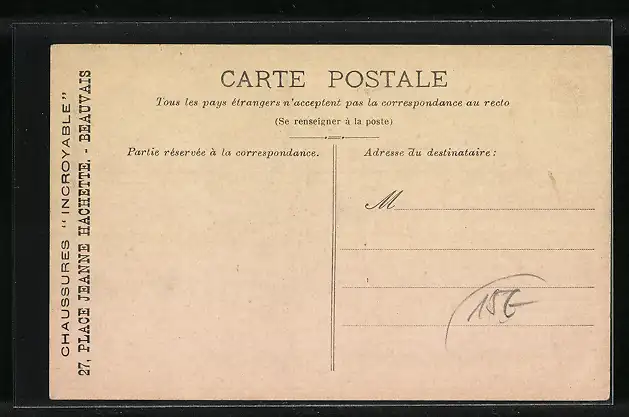 CHAUSSURES "INCROYABLE"
27, PLACE JEANNE HACHETTE. - BEAUVAIS
CARTE POSTALE
Tous les pays étrangers n'acceptent pas la correspondance au recto
(Se renseigner à la poste)
Partie réservée à la correspondance.
Adresse du destinataire :
M
15€